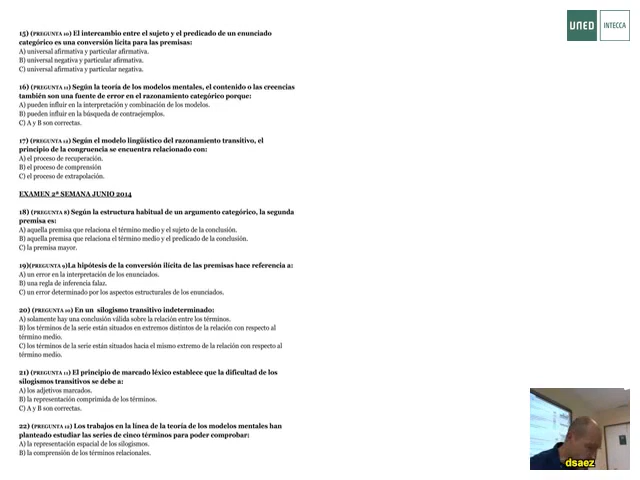 UNED
INTECCA
15) (PREGUNTA 10) El intercambio entre el sujeto y el predicado de un enunciado
categórico es una conversión lícita para las premisas:
A) universal afirmativa y particular afirmativa.
B) universal negativa y particular afirmativa.
C) universal afirmativa y particular negativa.
16) (PREGUNTA 11) Según la teoría de los modelos mentales, el contenido o las creencias
también son una fuente de error en el razonamiento categórico porque:
A) pueden influir en la interpretación y combinación de los modelos.
B) pueden influir en la búsqueda de contraejemplos.
C) A y B son correctas.
17) (PREGUNTA 12) Según el modelo lingüístico del razonamiento transitivo, el
principio de la congruencia se encuentra relacionado con:
A) el proceso de recuperación.
B) el proceso de comprensión
C) el proceso de extrapolación.
EXAMEN 2ª SEMANA JUNIO 2014
18) (PREGUNTA 8) Según la estructura habitual de un argumento categórico, la segunda
premisa es:
A) aquella premisa que relaciona el término medio y el sujeto de la conclusión.
B) aquella premisa que relaciona el término medio y el predicado de la conclusión.
C) la premisa mayor.
19)(PREGUNTA 9)La hipótesis de la conversión ilícita de las premisas hace referencia a:
A) un error en la interpretación de los enunciados.
B) una regla de inferencia falaz.
C) un error determinado por los aspectos estructurales de los enunciados.
20) (PREGUNTA 10) En un silogismo transitivo indeterminado:
A) solamente hay una conclusión válida sobre la relación entre los términos.
B) los términos de la serie están situados en extremos distintos de la relación con respecto al
término medio.
C) los términos de la serie están situados hacia el mismo extremo de la relación con respecto al
término medio.
21) (PREGUNTA 11) El principio de marcado léxico establece que la dificultad de los
silogismos transitivos se debe a:
A) los adjetivos marcados.
B) la representación comprimida de los términos.
C) A y B son correctas.
22) (PREGUNTA 12) Los trabajos en la línea de la teoría de los modelos mentales han
planteado estudiar las series de cinco términos para poder comprobar:
A) la representación espacial de los silogismos.
B) la comprensión de los términos relacionales.
dsaez